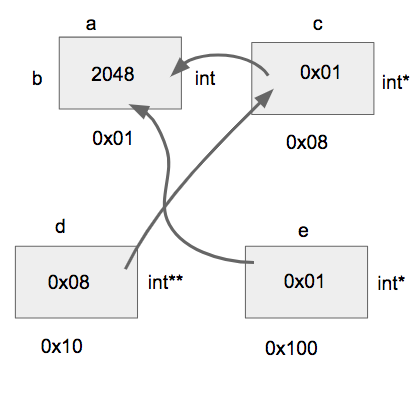 a
c
b
2048
int
0x01
int*
0x01
0x08
d
e
0x08
int**
0x01
int*
0x10
0x100